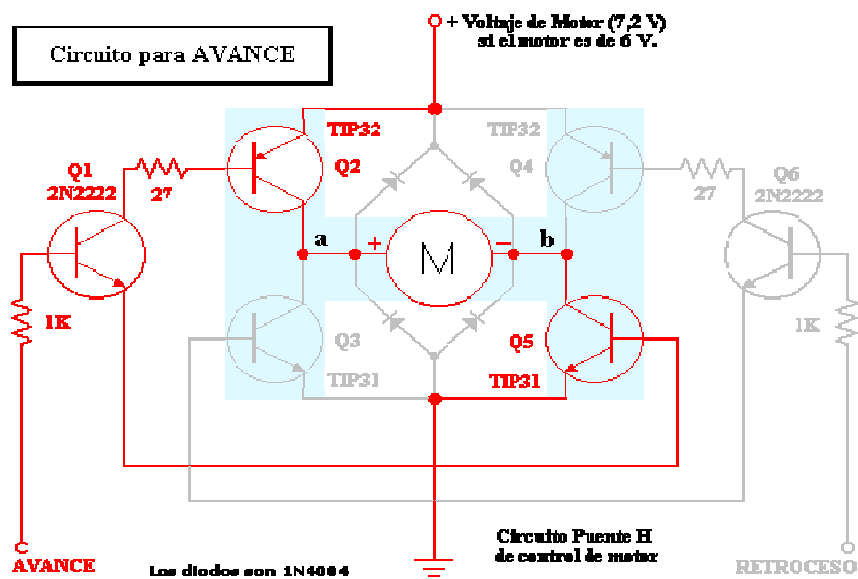 Circuito para AVANCE
+ Voltaje de Motor (7,2 V)
si el motor es de 6 V.
TIP32
TIP32
Q1
2N2222
27
Q2
Q4
27
Q6
2N2222
a
+
M
−
b
1K
Q3
Q5
1K
TIP31
TIP31
Circuito Puente H
de control de motor
AVANCE
Los diodos son 1N4004
RETROCESO